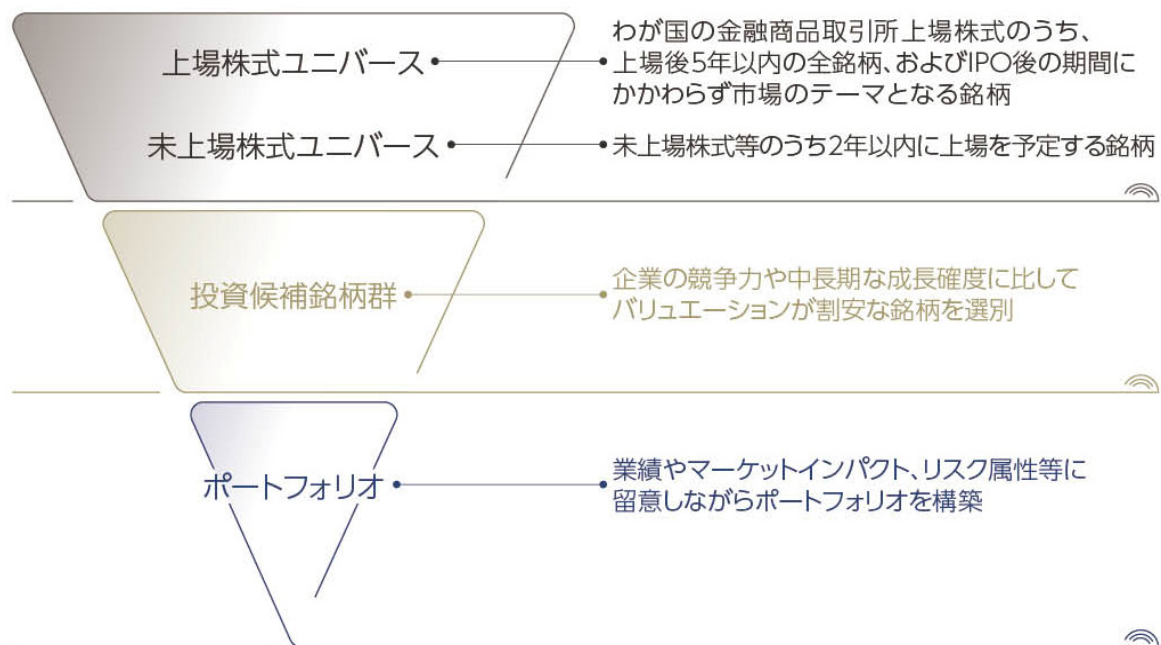 上場株式ユニバース
わが国の金融商品取引所上場株式のうち、
上場後5年以内の全銘柄、およびIPO後の期間に
かかわらず市場のテーマとなる銘柄
未上場株式ユニバース
未上場株式等のうち2年以内に上場を予定する銘柄
投資候補銘柄群
企業の競争力や中長期な成長確度に比して
バリュエーションが割安な銘柄を選別
ポートフォリオ
業績やマーケットインパクト、リスク属性等に
留意しながらポートフォリオを構築